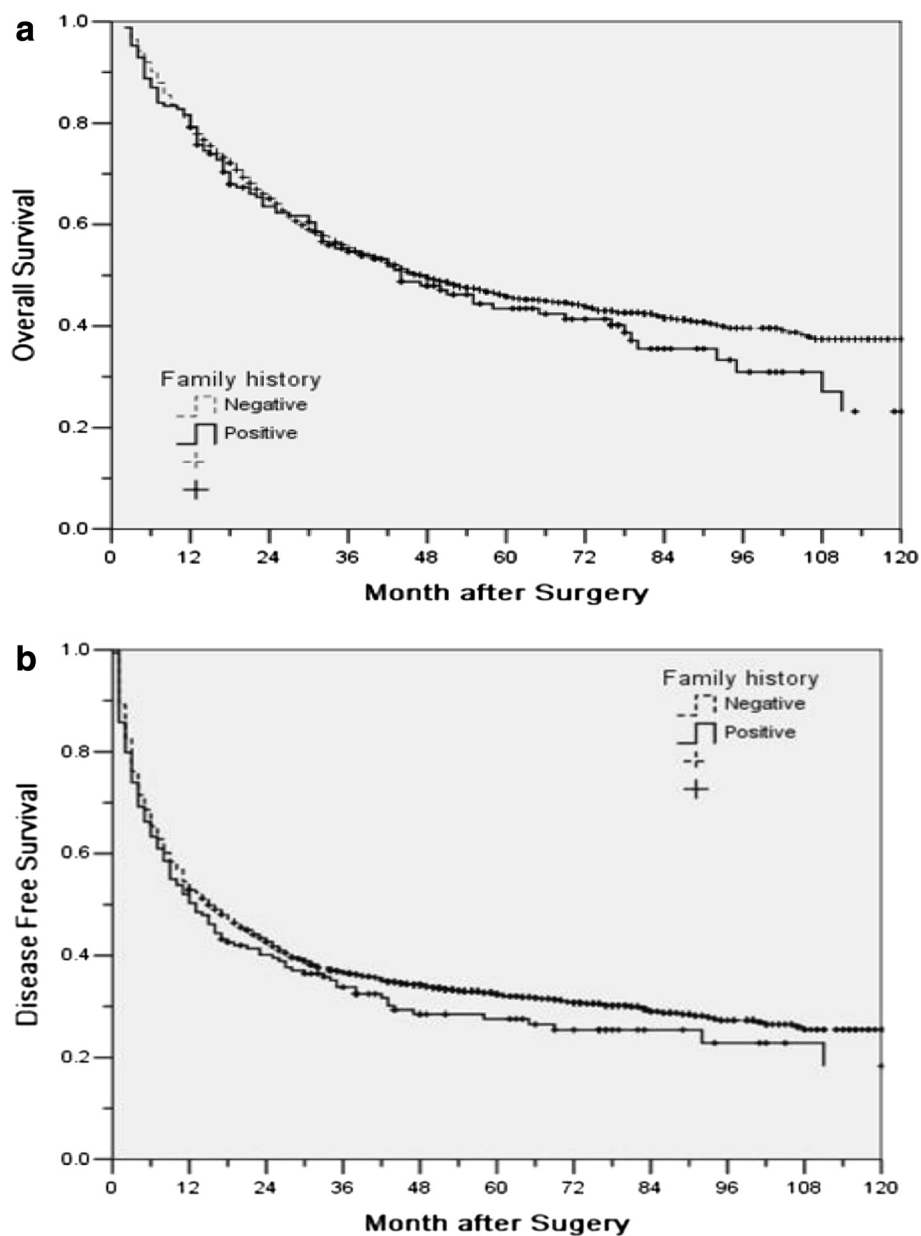 a
1.0
0.8
0.6
0.4
0.2
0.0
Overall Survival
Family history
Negative
Positive
0 12 24 36 48 60 72 84 96 108 120
Month after Surgery
b
1.0
0.8
0.6
0.4
0.2
0.0
Disease Free Survival
Family history
Negative
Positive
0 12 24 36 48 60 72 84 96 108 120
Month after Sugery